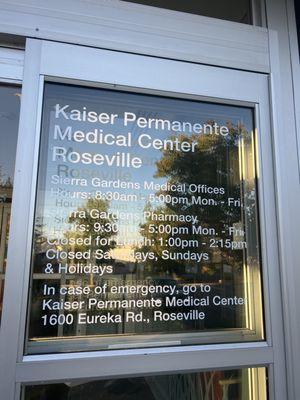 Kaiser Permanente
Medical Center
Roseville
Sierra Gardens Medical Offices
Hours: 8:30am - 5:00pm Mon. - Fri.
Sierra Gardens Pharmacy
Hours: 9:30am - 5:00pm Mon. - Fri.
Closed for Lunch: 1:00pm - 2:15pm
Closed Saturdays, Sundays
& Holidays
In case of emergency, go to
Kaiser Permanente Medical Center
1600 Eureka Rd., Roseville